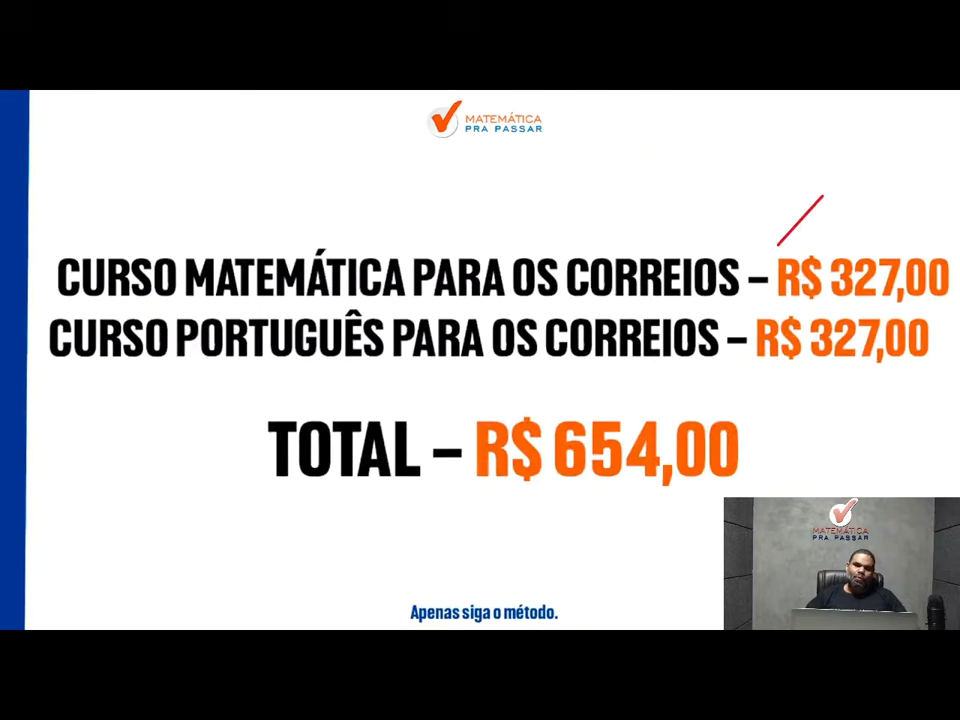 MATEMÁTICA
PRA PASSAR
CURSO MATEMÁTICA PARA OS CORREIOS – R$ 327,00
CURSO PORTUGUÊS PARA OS CORREIOS – R$ 327,00
TOTAL – R$ 654,00
MATEMÁTICA
PRA PASSAR
Apenas siga o método.